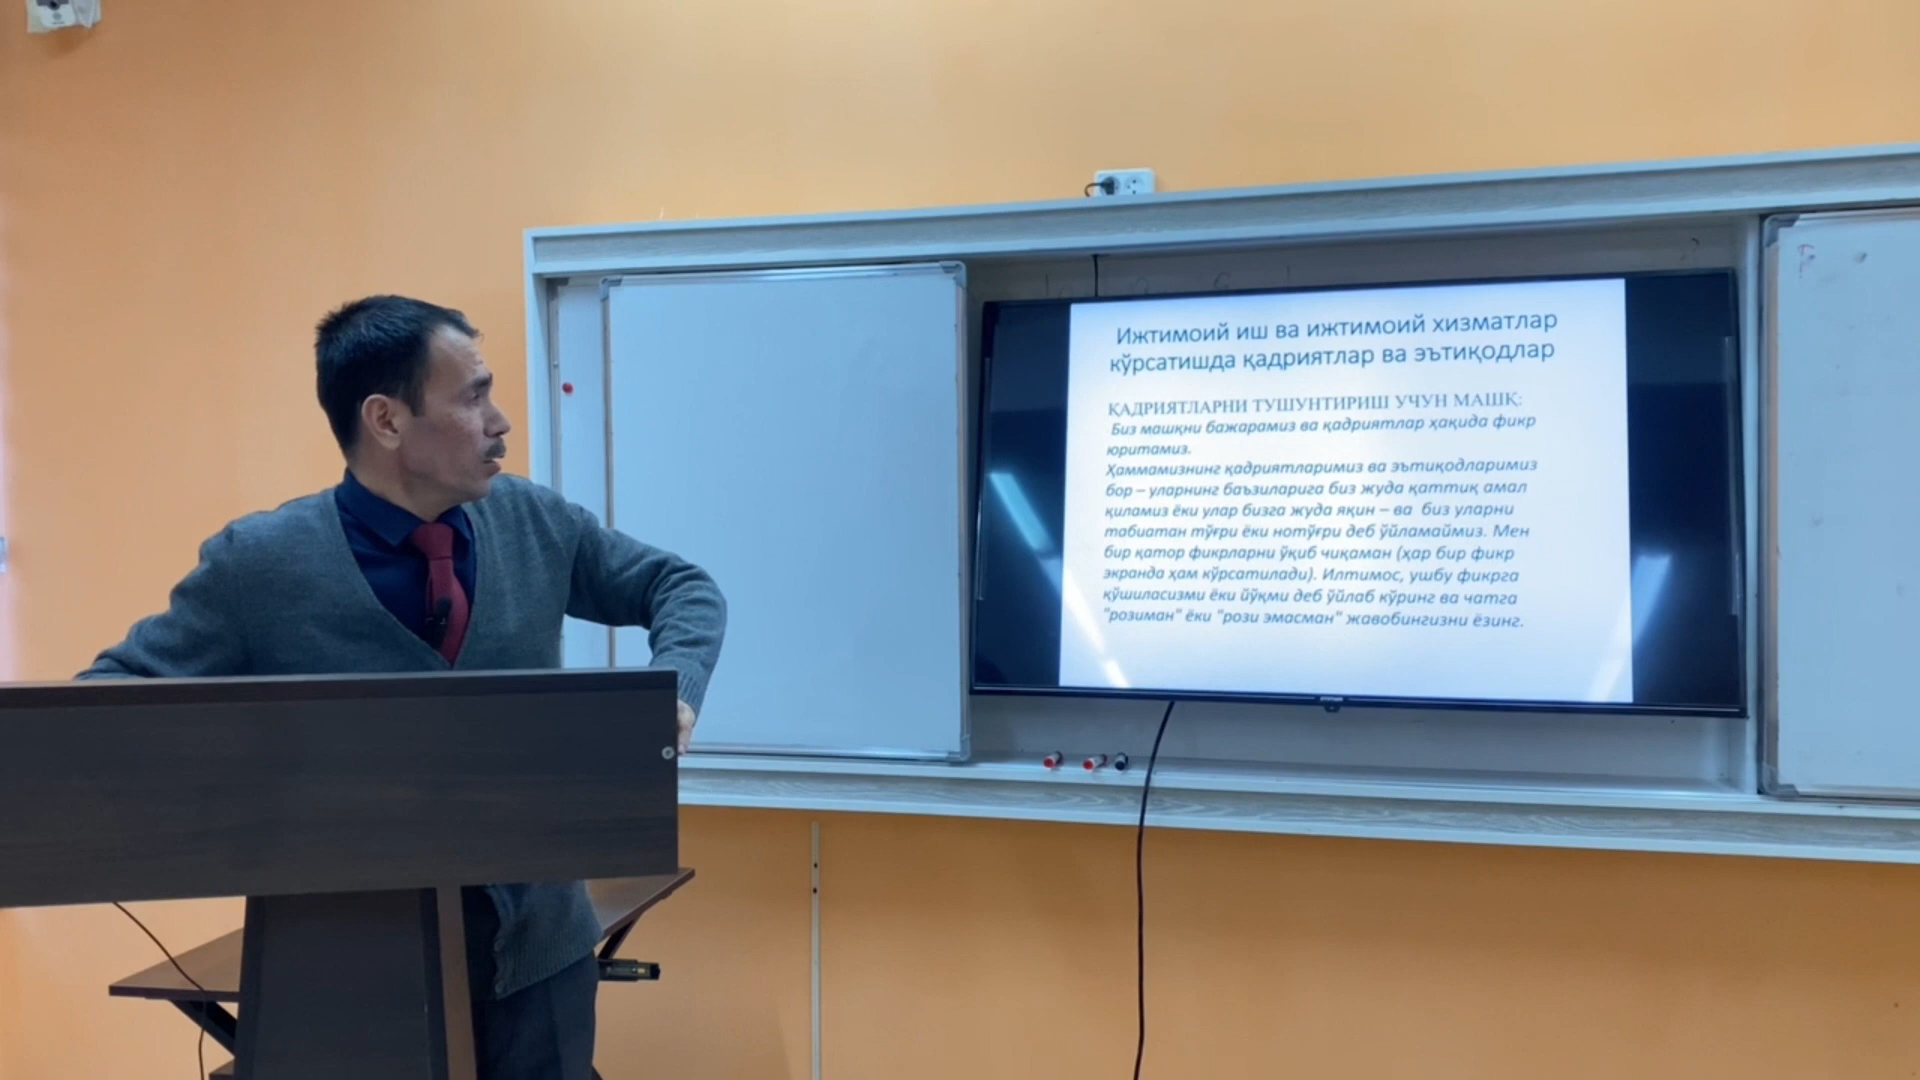 Ижтимоий иш ва ижтимоий хизматлар
кўрсатишда қадриятлар ва эътиқодлар
ҚАДРИЯТЛАРНИ ТУШУНТИРИШ УЧУН МАШҚ:
Биз машқни бажарамиз ва қадриятлар ҳақида фикр
юритамиз.
Ҳаммамизнинг қадриятларимиз ва эътиқодларимиз
бор – уларнинг баъзиларига биз жуда қаттиқ амал
қиламиз ёки улар бизга жуда яқин – ва биз уларни
табиатан тўғри ёки нотўғри деб ўйламаймиз. Мен
бир қатор фикрларни ўқиб чиқаман (ҳар бир фикр
экранда ҳам кўрсатилади). Илтимос, ушбу фикрга
қўшиласизми ёки йўқми деб ўйлаб кўринг ва чатга
"розиман" ёки "рози эмасман" жавобингизни ёзинг.